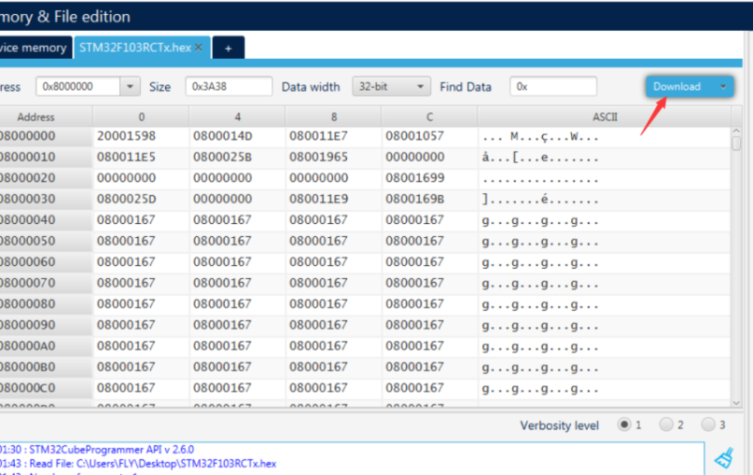 mory & File edition
vice memory STM32F103RCTx.hex × +
ress 0x8000000 Size 0x3A38 Data width 32-bit Find Data 0x Download
Address 0 4 8 C ASCII
08000000 20001598 0800014D 080011E7 08001057 ... M...ç...W...
08000010 080011E5 0800025B 08001965 00000000 å...[...e.......
08000020 00000000 00000000 00000000 08001699 ................
08000030 0800025D 00000000 080011E9 0800169B ].......é.......
08000040 08000167 08000167 08000167 08000167 g...g...g...g...
08000050 08000167 08000167 08000167 08000167 g...g...g...g...
08000060 08000167 08000167 08000167 08000167 g...g...g...g...
08000070 08000167 08000167 08000167 08000167 g...g...g...g...
08000080 08000167 08000167 08000167 08000167 g...g...g...g...
08000090 08000167 08000167 08000167 08000167 g...g...g...g...
080000A0 08000167 08000167 08000167 08000167 g...g...g...g...
080000B0 08000167 08000167 08000167 08000167 g...g...g...g...
080000C0 08000167 08000167 08000167 08000167 g...g...g...g...
Verbosity level 1 2 3
01:30 : STM32CubeProgrammer API v 2.6.0
01:43 : Read File: C:\Users\FLY\Desktop\STM32F103RCTx.hex